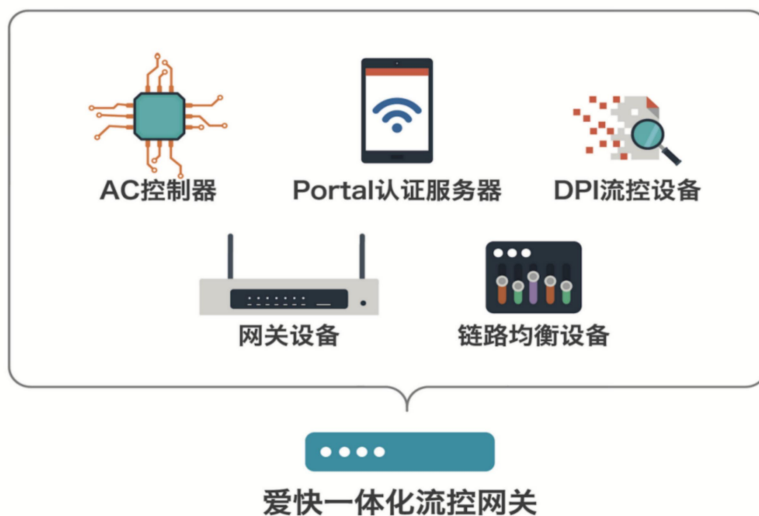 AC控制器
Portal认证服务器
DPI流控设备
网关设备
链路均衡设备
爱快一体化流控网关